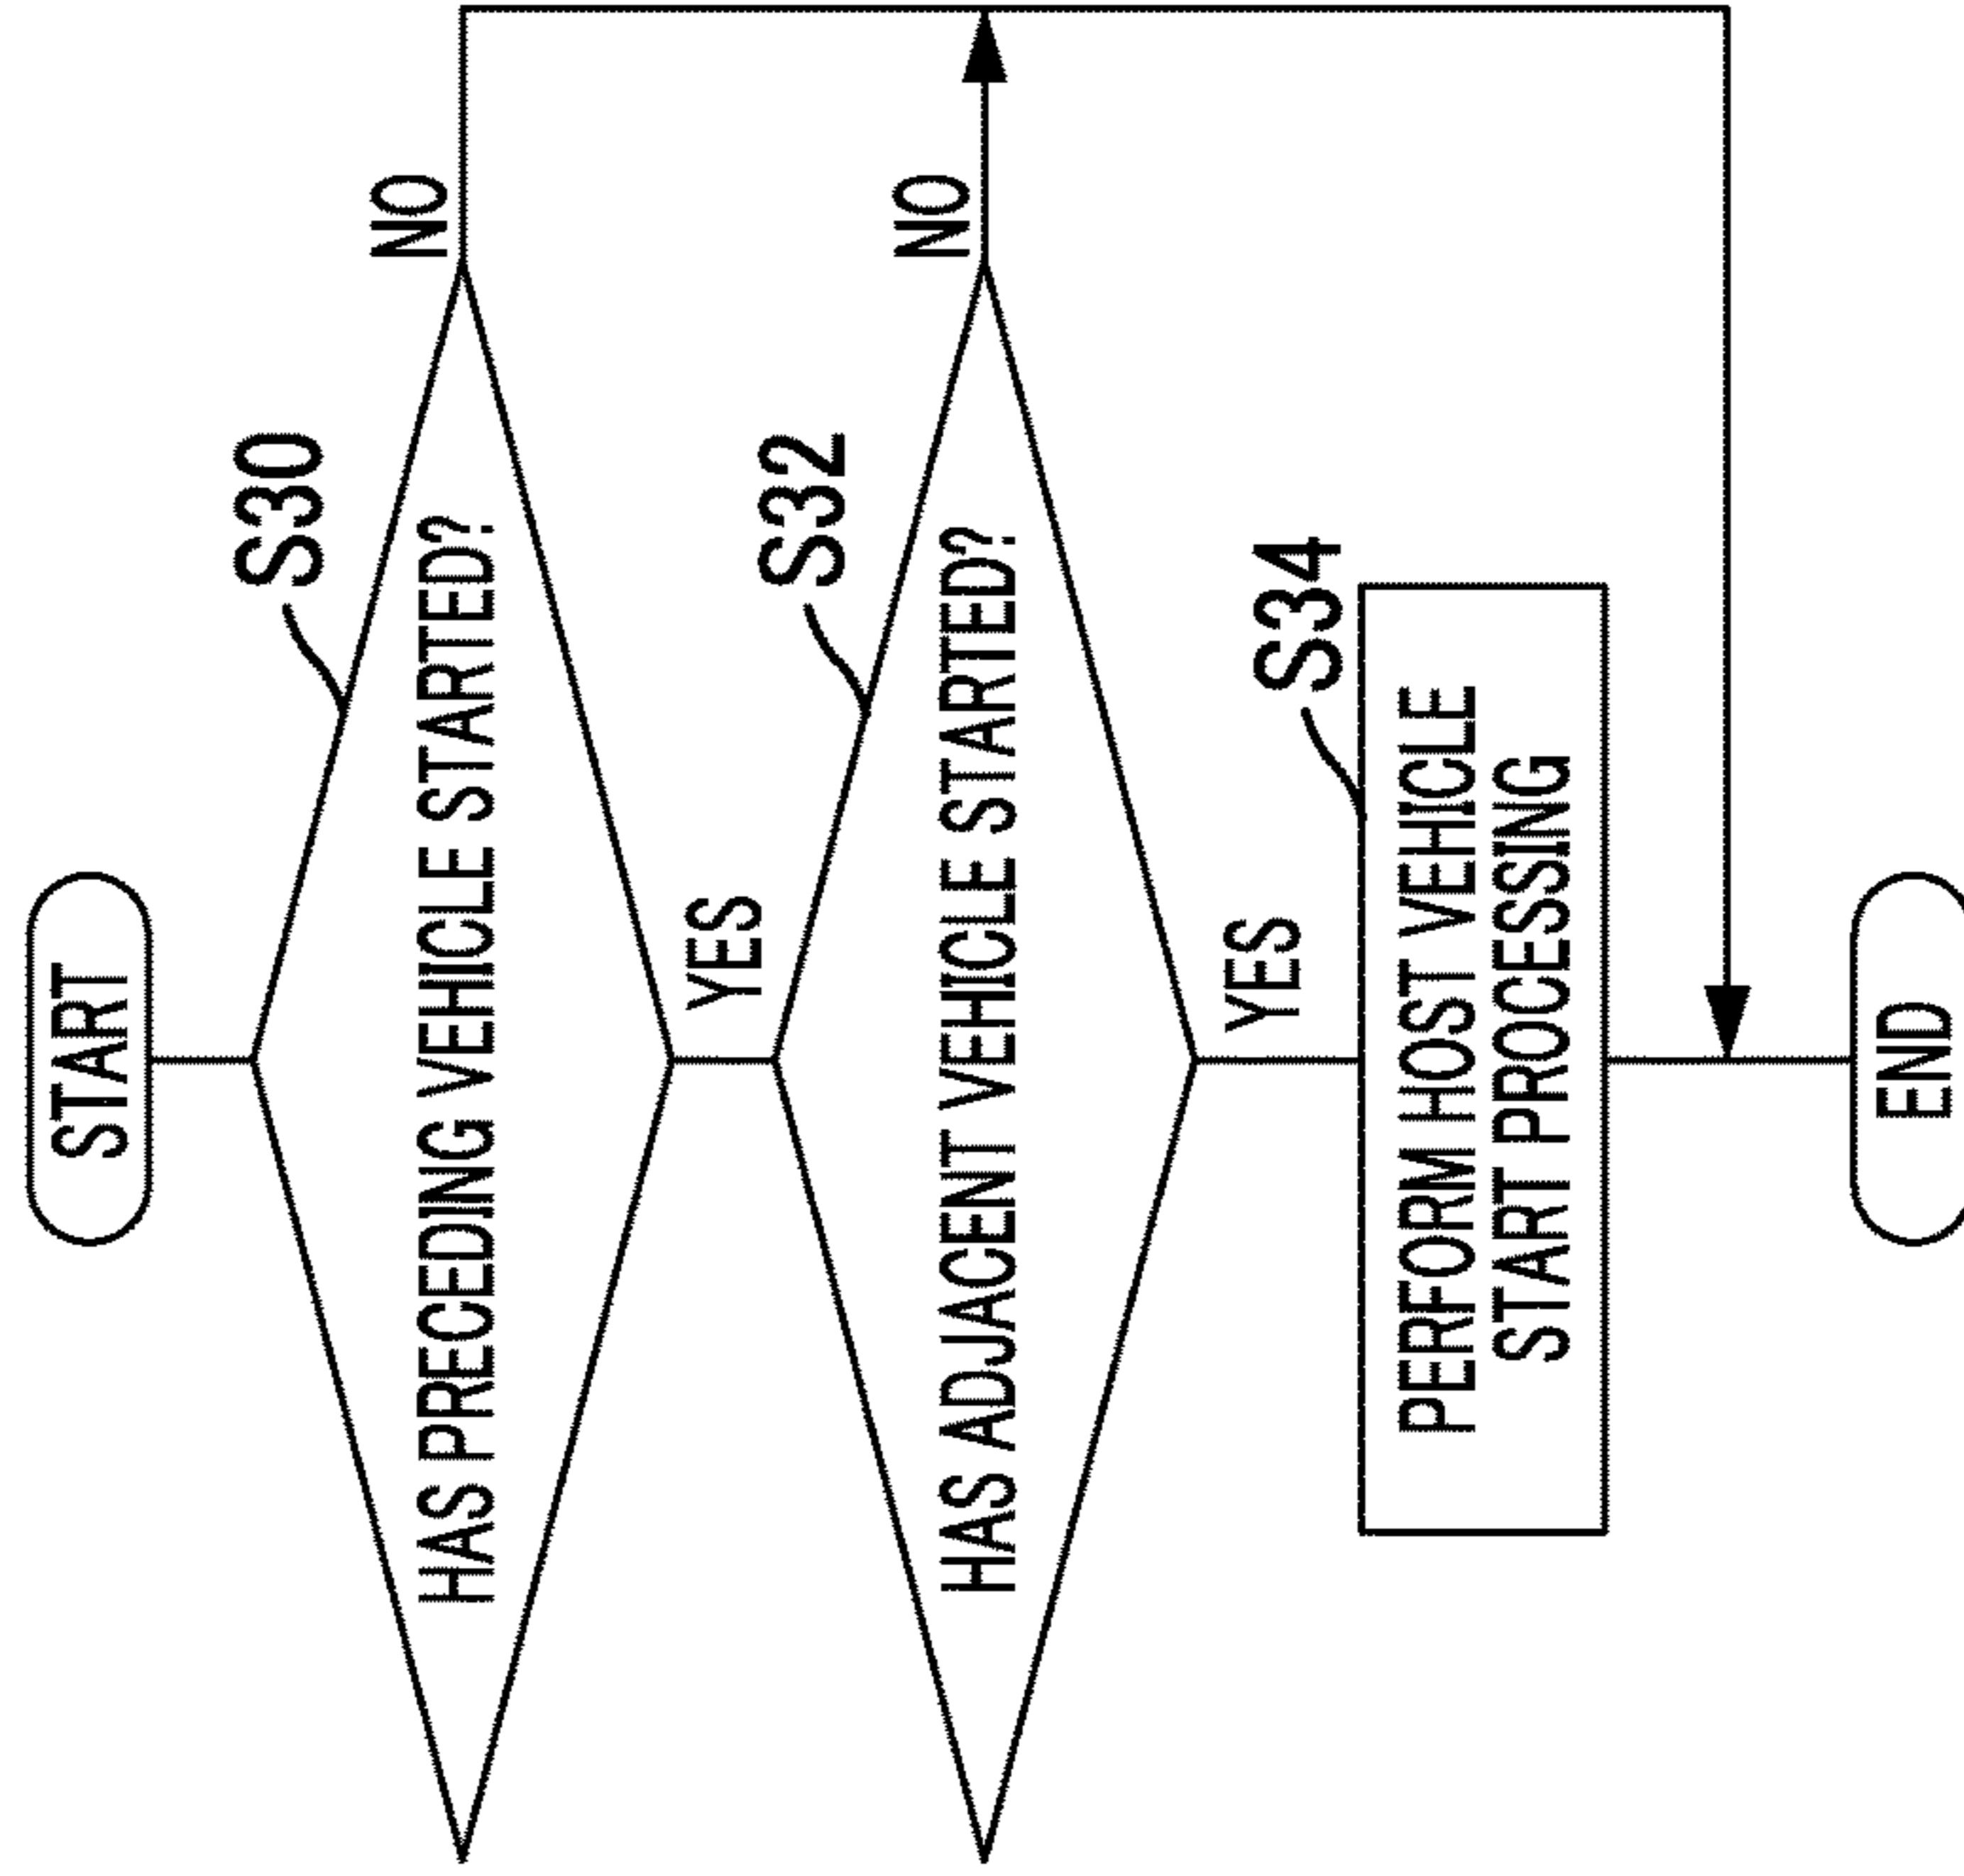 START
S30
HAS PRECEDING VEHICLE STARTED?
NO
YES
S32
HAS ADJACENT VEHICLE STARTED?
NO
YES
S34
PERFORM HOST VEHICLE
START PROCESSING
END